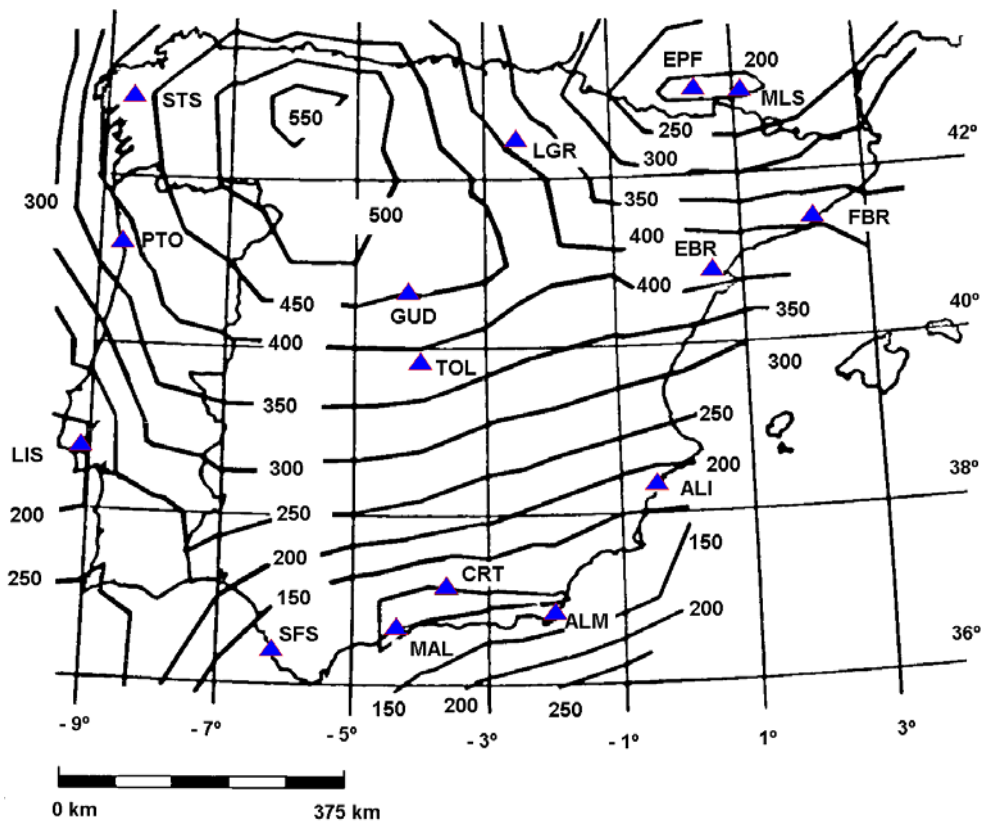 EPF
200
STS
MLS
550
250
42º
LGR
300
300
350
500
FBR
PTO
400
EBR
400
450
GUD
40º
350
400
TOL
300
350
250
LIS
300
200
38º
ALI
200
250
150
200
250
CRT
150
200
ALM
SFS
36º
MAL
150
200
250
- 9º
- 7º
- 5º
- 3º
- 1º
1º
3º
0 km
375 km